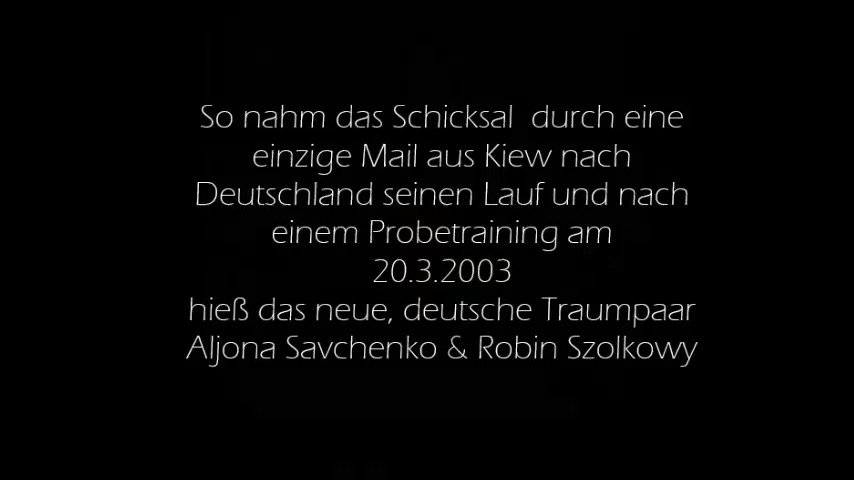 So nahm das Schicksal durch eine
einzige Mail aus Kiew nach
Deutschland seinen Lauf und nach
einem Probetraining am
20.3.2003
hieß das neue, deutsche Traumpaar
Aljona Savchenko & Robin Szolkowy